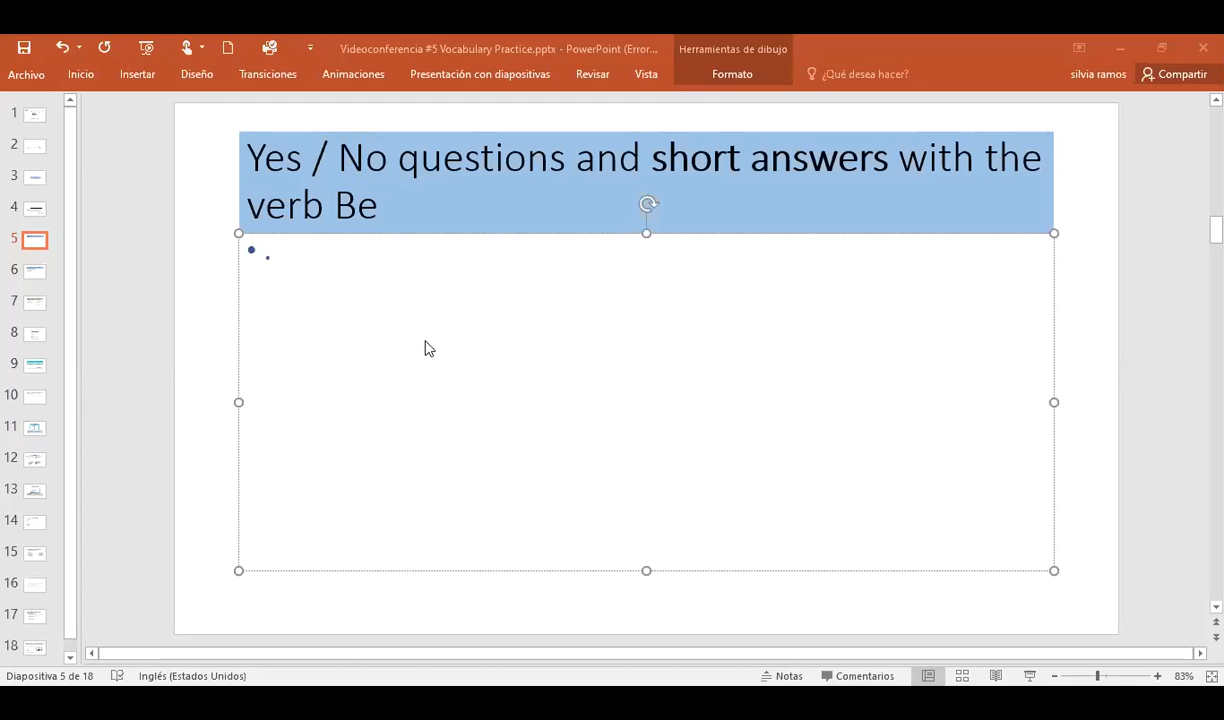 Videoconferencia #5 Vocabulary Practice.pptx - PowerPoint (Error...
Herramientas de dibujo
Archivo
Inicio
Insertar
Diseño
Transiciones
Animaciones
Presentación con diapositivas
Revisar
Vista
Formato
¿Qué desea hacer?
silvia ramos
Compartir
1
2
3
4
5
6
7
8
9
10
11
12
13
14
15
16
17
18
Yes / No questions and short answers with the
verb Be
Diapositiva 5 de 18
Inglés (Estados Unidos)
Notas
Comentarios
83%